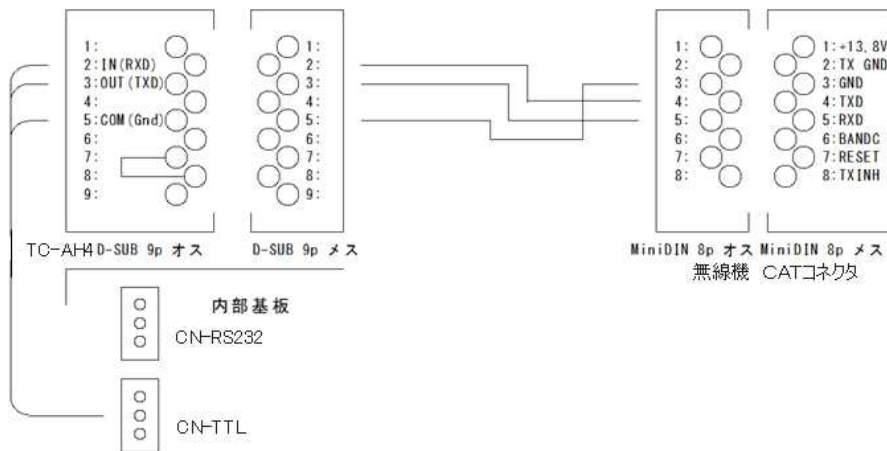 1:
2:IN(RXD)
3:OUT(TXD)
4:
5:COM(Gnd)
6:
7:
8:
9:
1:
2:
3:
4:
5:
6:
7:
8:
9:
1:
2:
3:
4:
5:
6:
7:
8:
1:+13,8V
2:TX GND
3:GND
4:TXD
5:RXD
6:BANDC
7:RESET
8:TXINH
TC-AH4 D-SUB 9p オス
D-SUB 9p メス
MiniDIN 8p オス
MiniDIN 8p メス
無線機 CATコネクタ
内部基板
CN-RS232
CN-TTL